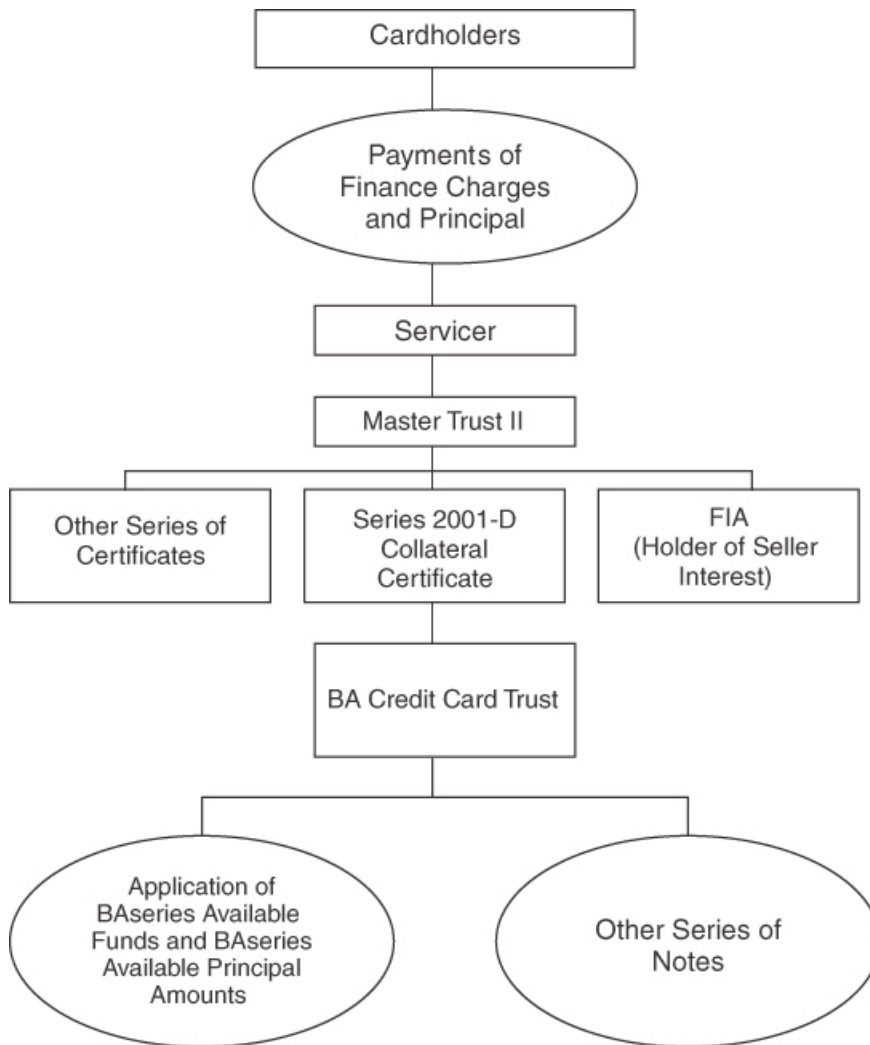 Cardholders
Payments of
Finance Charges
and Principal
Servicer
Master Trust II
Other Series of
Certificates
Series 2001-D
Collateral
Certificate
FIA
(Holder of Seller
Interest)
BA Credit Card Trust
Application of
BAseries Available
Funds and BAseries
Available Principal
Amounts
Other Series of
Notes